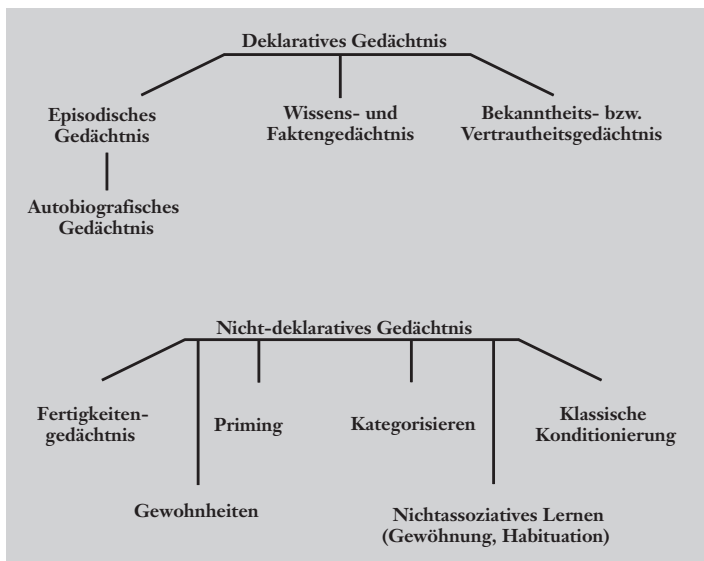 Deklaratives Gedächtnis
Episodisches
Gedächtnis
Wissens- und
Faktengedächtnis
Bekanntheits- bzw.
Vertrautheitsgedächtnis
Autobiografisches
Gedächtnis
Nicht-deklaratives Gedächtnis
Fertigkeiten-
gedächtnis
Priming
Kategorisieren
Klassische
Konditionierung
Gewohnheiten
Nichtassoziatives Lernen
(Gewöhnung, Habituation)